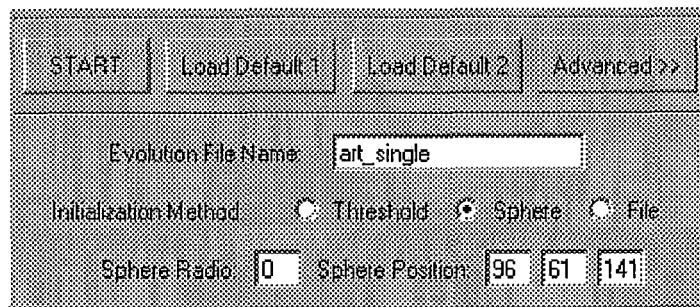 START Load Default 1 Load Default 2 Advanced >>
Evolution File Name: art_single
Initialization Method: Threshold Sphere File
Sphere Radio: 0 Sphere Position: 96 61 141